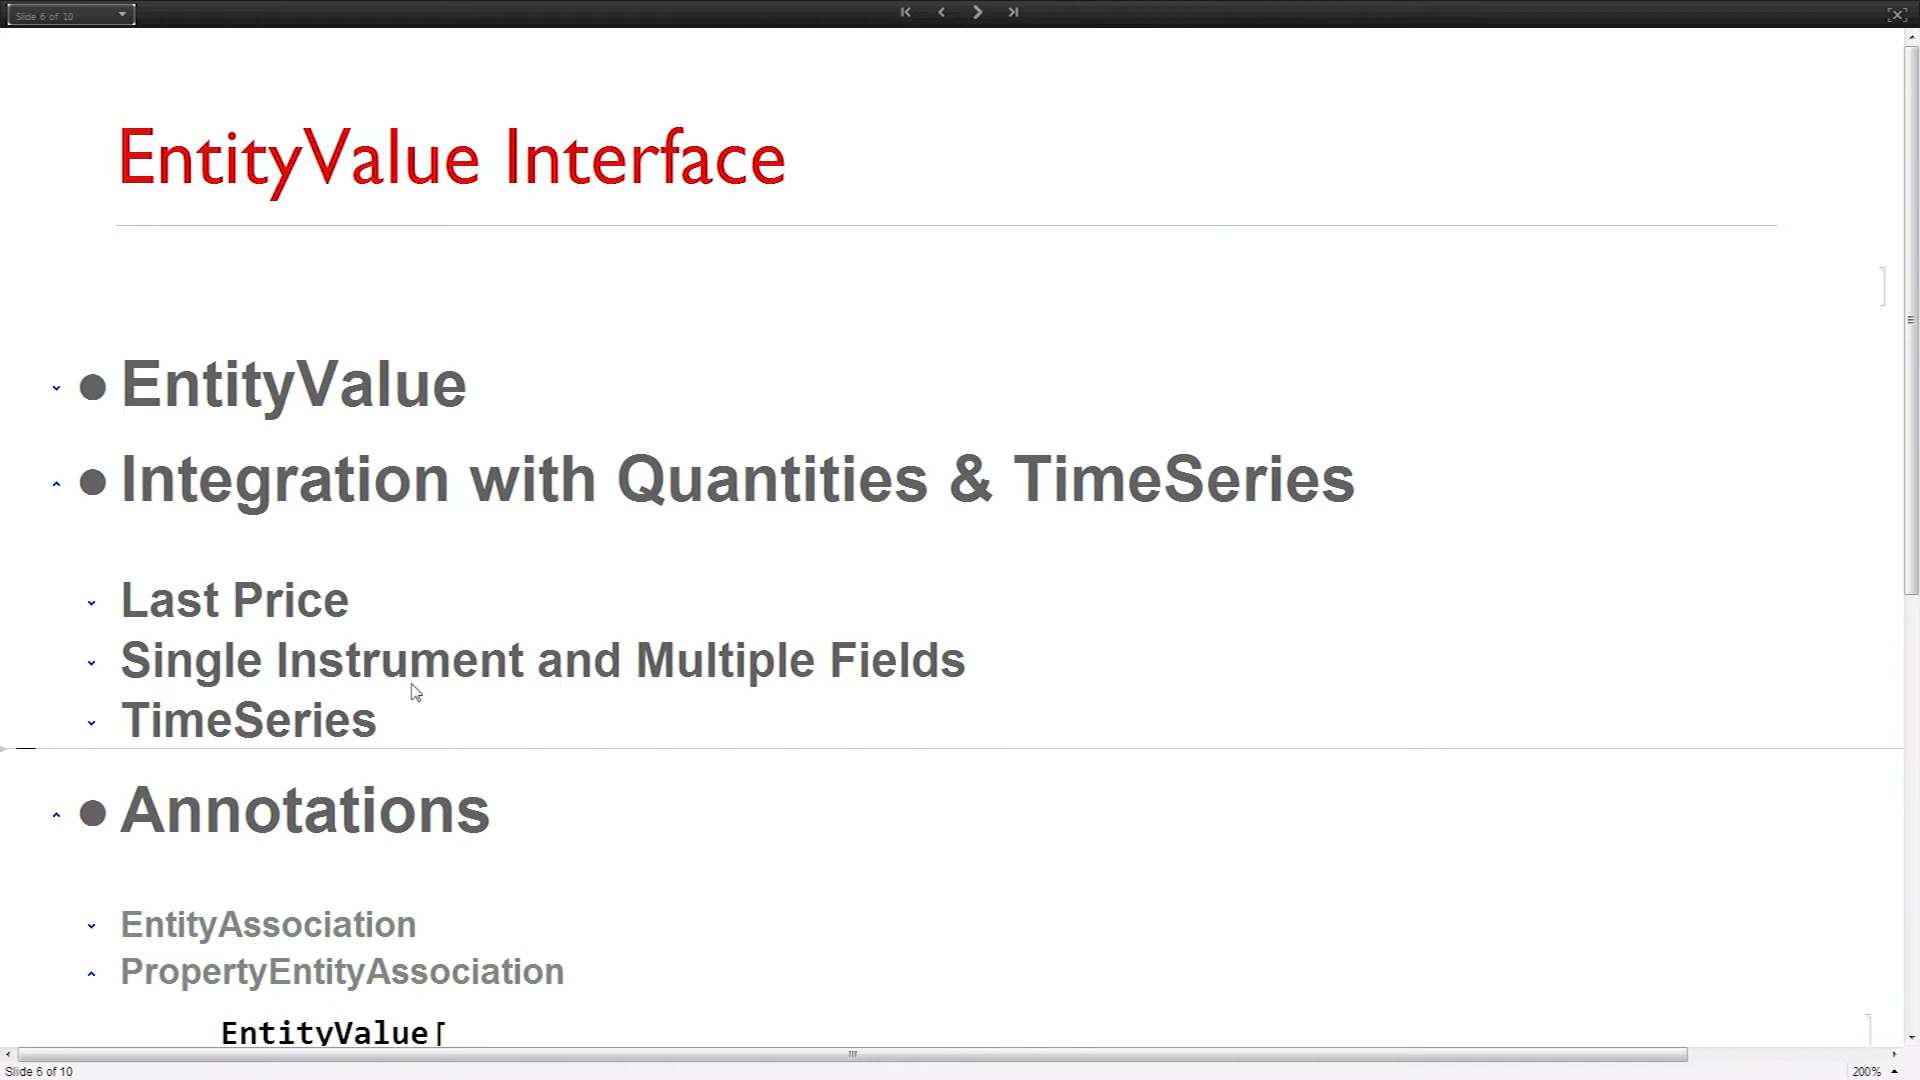 Slide 6 of 10
EntityValue Interface
EntityValue
Integration with Quantities & TimeSeries
Last Price
Single Instrument and Multiple Fields
TimeSeries
Annotations
EntityAssociation
PropertyEntityAssociation
EntityValue[
Slide 6 of 10
200%